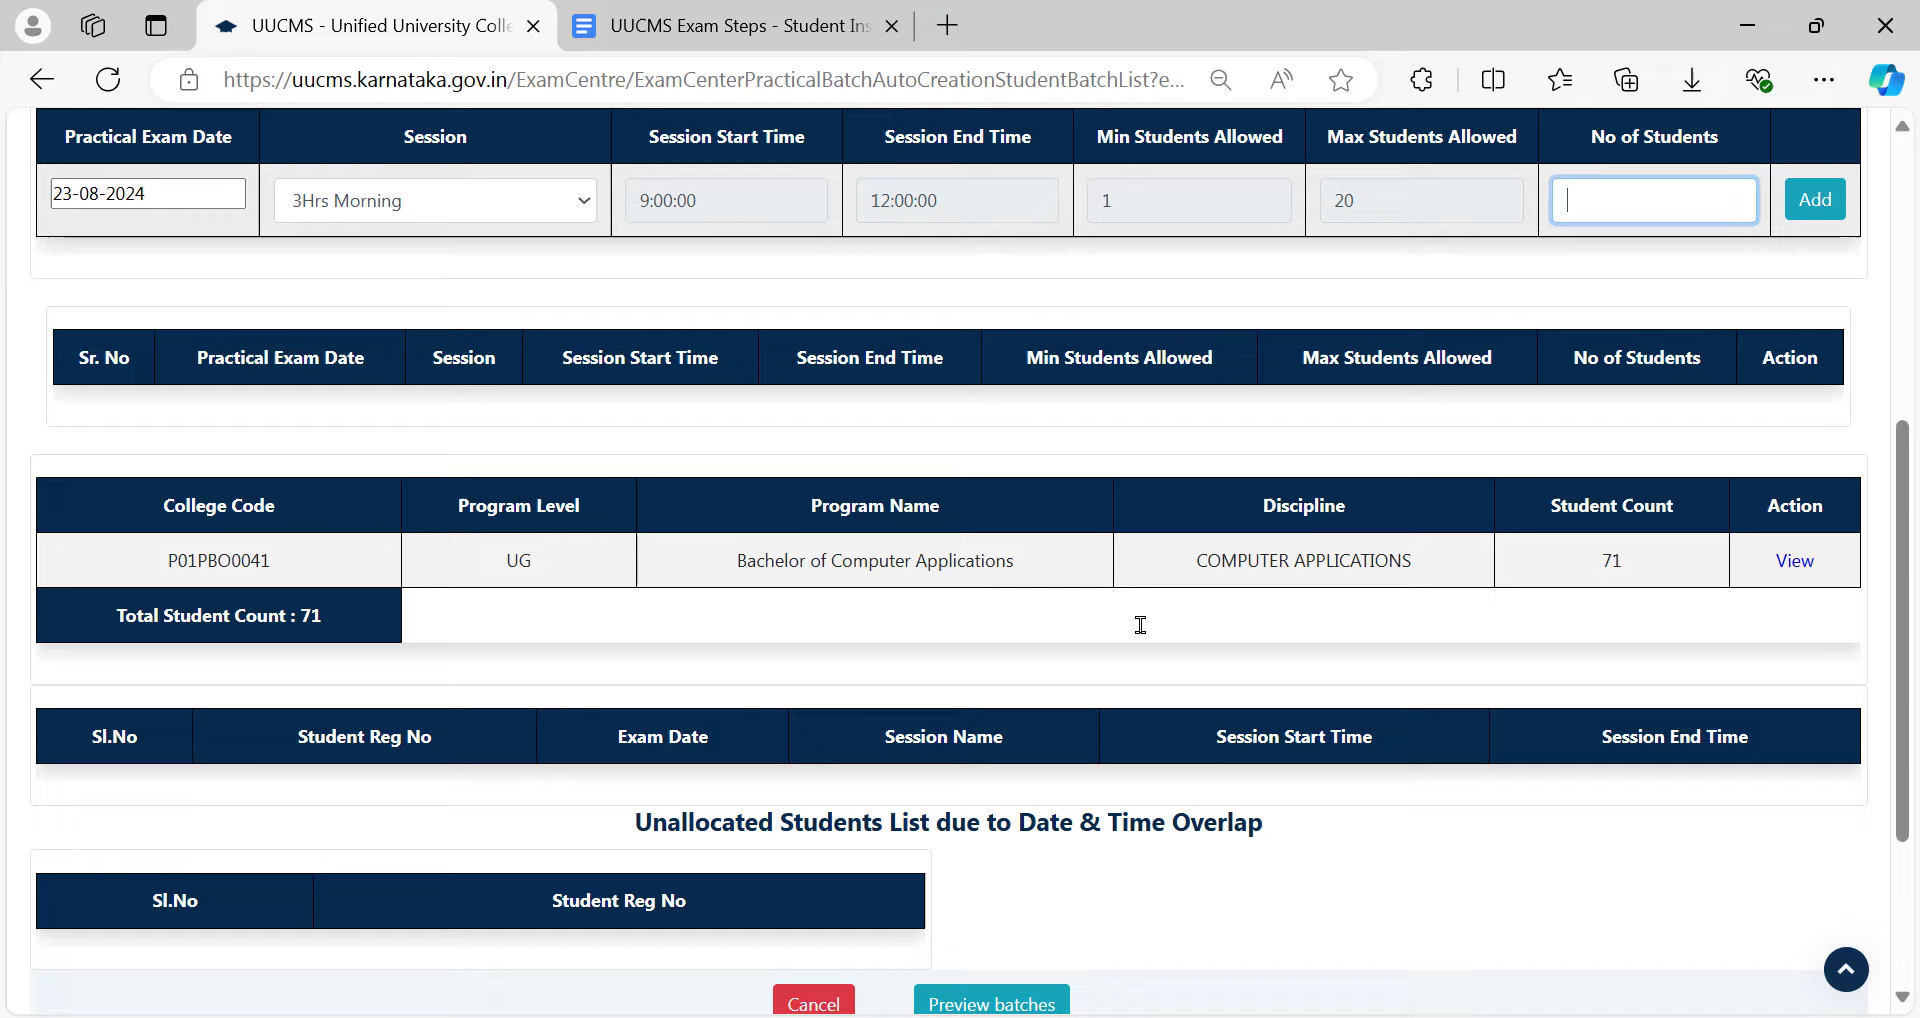 UUCMS - Unified University Colle
UUCMS Exam Steps - Student Ins
https://uucms.karnataka.gov.in/ExamCentre/ExamCenterPracticalBatchAutoCreationStudentBatchList?e...
Practical Exam Date Session Session Start Time Session End Time Min Students Allowed Max Students Allowed No of Students
23-08-2024 3Hrs Morning 9:00:00 12:00:00 1 20 Add
Sr. No Practical Exam Date Session Session Start Time Session End Time Min Students Allowed Max Students Allowed No of Students Action
College Code Program Level Program Name Discipline Student Count Action
P01PBO0041 UG Bachelor of Computer Applications COMPUTER APPLICATIONS 71 View
Total Student Count : 71
Sl.No Student Reg No Exam Date Session Name Session Start Time Session End Time
Unallocated Students List due to Date & Time Overlap
Sl.No Student Reg No
Cancel Preview batches